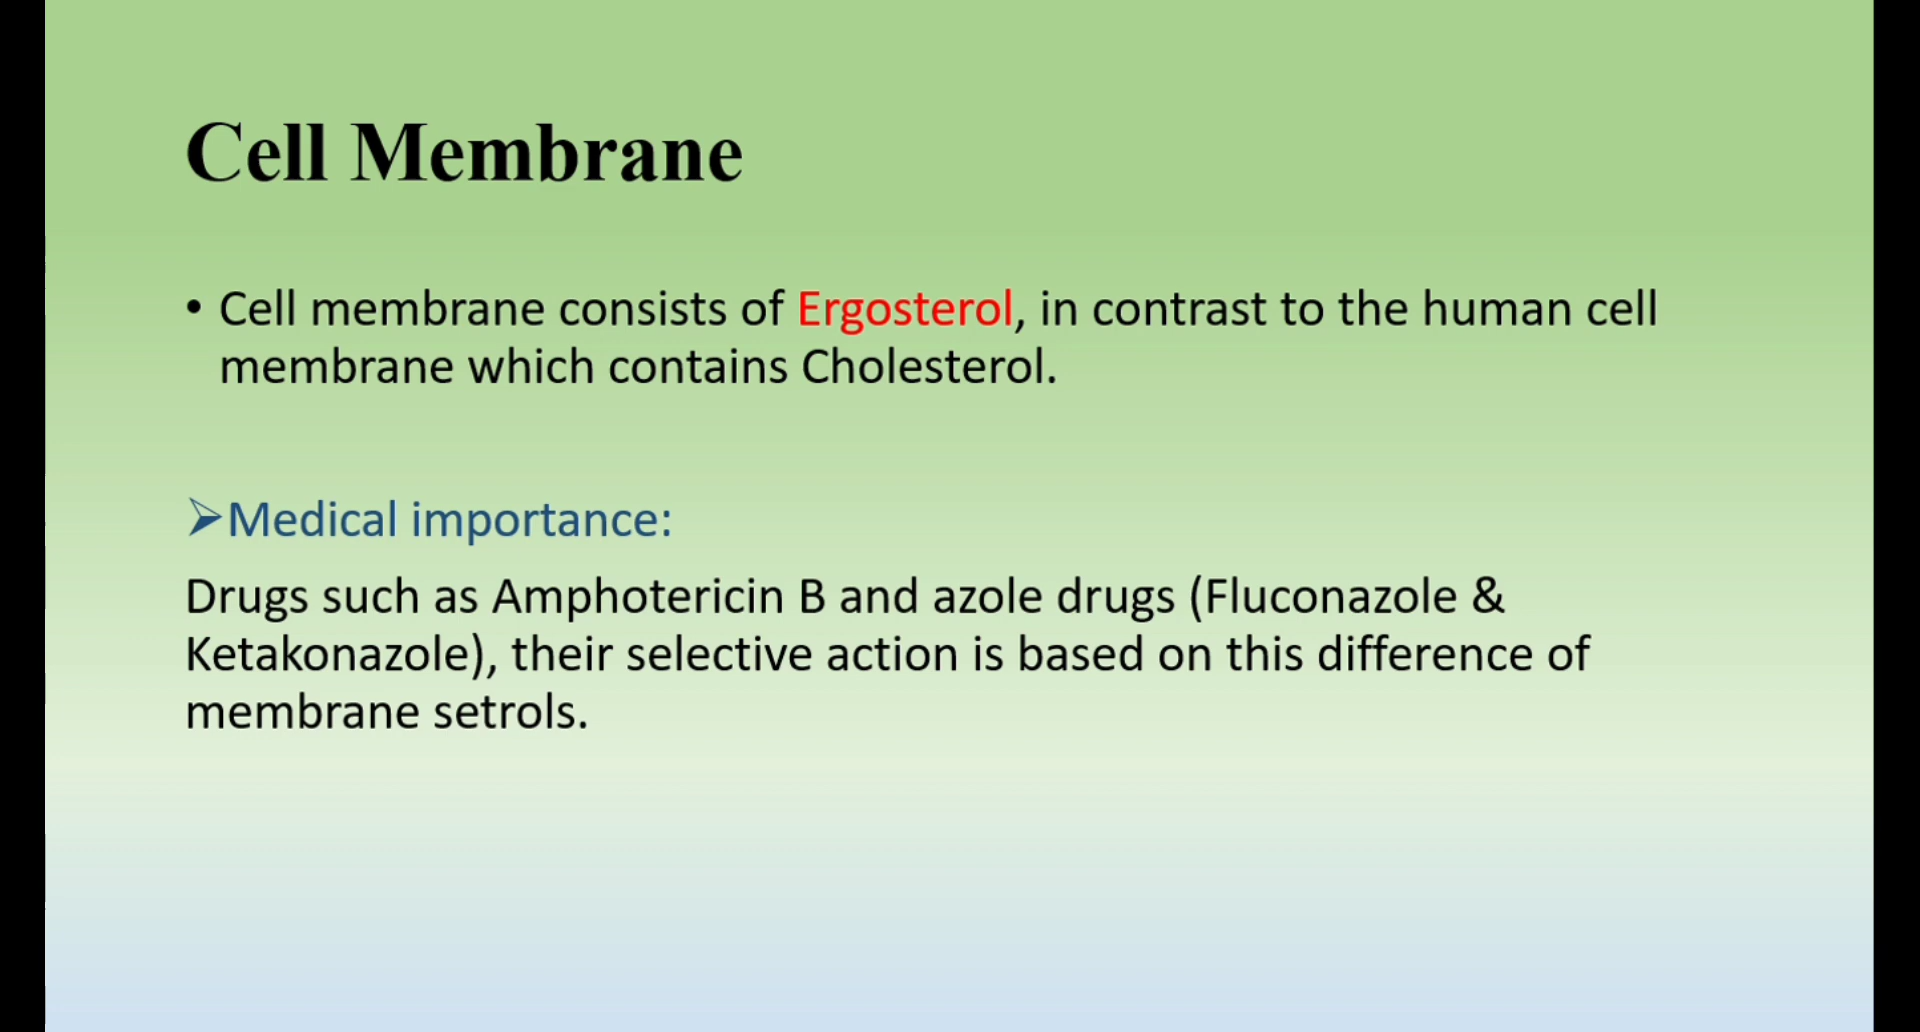 Cell Membrane
• Cell membrane consists of Ergosterol, in contrast to the human cell
membrane which contains Cholesterol.
➢Medical importance:
Drugs such as Amphotericin B and azole drugs (Fluconazole &
Ketakonazole), their selective action is based on this difference of
membrane setrols.